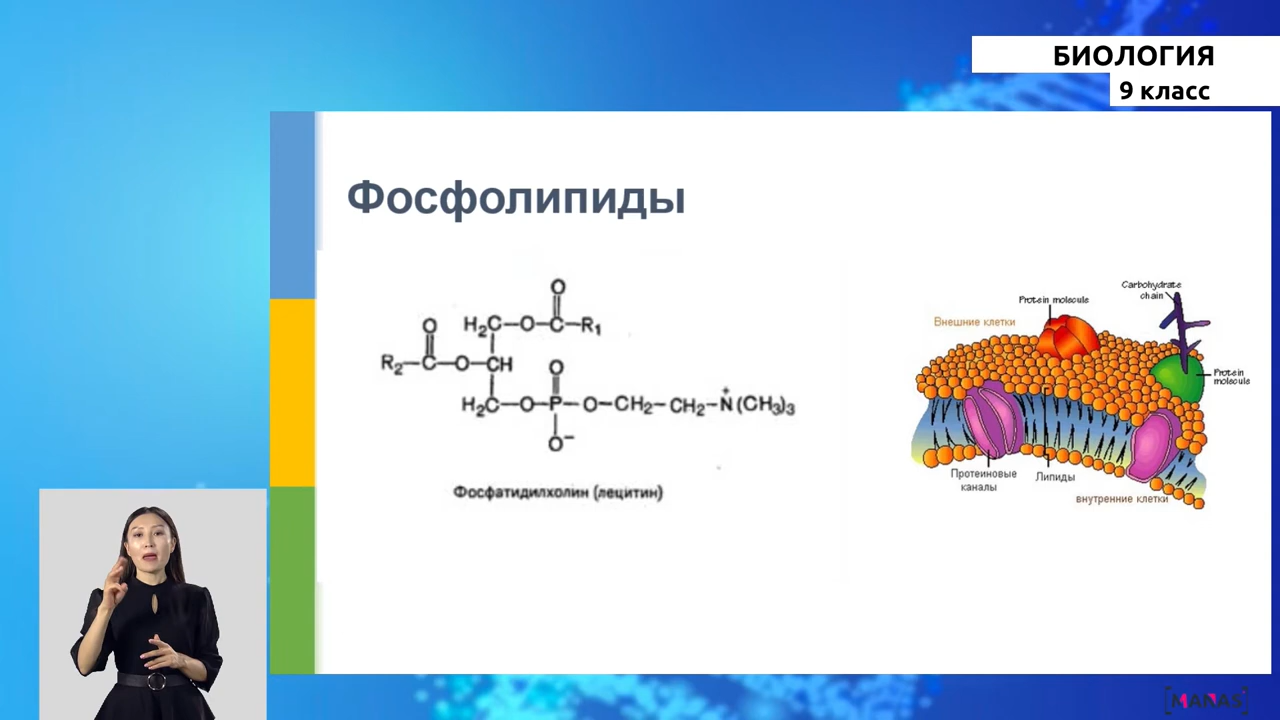 БИОЛОГИЯ
9 класс
Фосфолипиды
O
H₂C–O–C–R₁
O
R₂–C–O–CH
O
H₂C–O–P–O–CH₂–CH₂–N⁺(CH₃)₃
O⁻
Фосфатидилхолин (лецитин)
Carbohydrate
chain
Protein molecule
Внешние клетки
Protein
molecule
Протеиновые
каналы
Липиды
внутренние клетки
MANAS